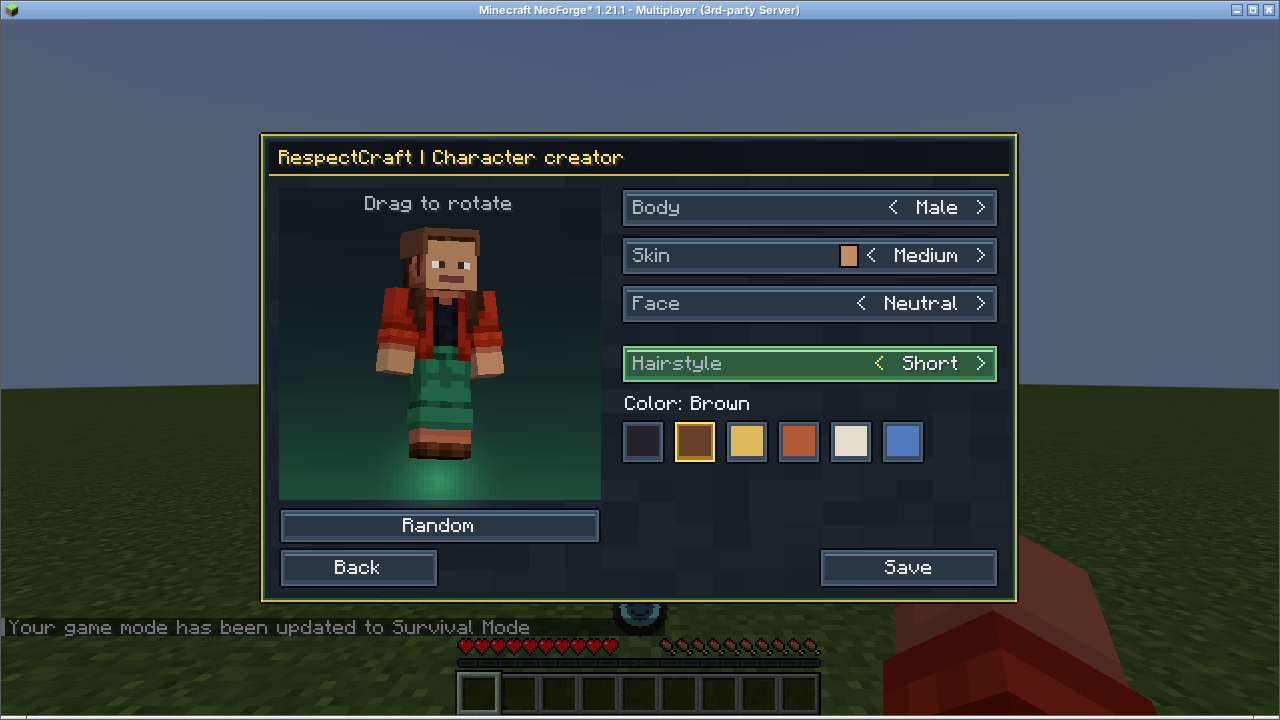 Minecraft NeoForge* 1.21.1 - Multiplayer (3rd-party Server)
RespectCraft | Character creator
Drag to rotate
Body < Male >
Skin < Medium >
Face < Neutral >
Hairstyle < Short >
Color: Brown
Random
Back
Save
Your game mode has been updated to Survival Mode